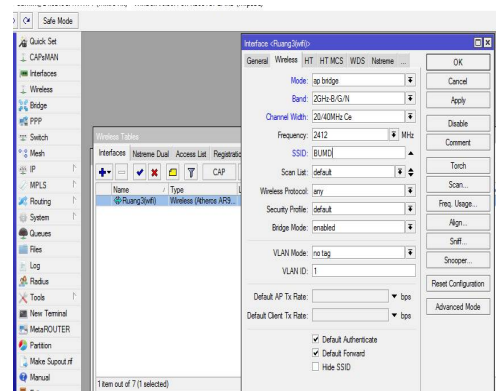 Safe Mode
Quick Set
CAPsMAN
Interfaces
Wireless
Bridge
PPP
Switch
Mesh
IP
MPLS
Routing
System
Queues
Files
Log
Radius
Tools
New Terminal
MetaROUTER
Partition
Make Supout.rif
Manual
Wireless Tables
Interfaces Nstreme Dual Access List Registratio
CAP
Name Type L
Ruang3(wifi) Wireless (Atheros AR9...
1 item out of 7 (1 selected)
Interface <Ruang3(wifi)>
General Wireless HT HT MCS WDS Nstreme ...
Mode: ap bridge
Band: 2GHz-B/G/N
Channel Width: 20/40MHz Ce
Frequency: 2412 MHz
SSID: BUMD
Scan List: default
Wireless Protocol: any
Security Profile: default
Bridge Mode: enabled
VLAN Mode: no tag
VLAN ID: 1
Default AP Tx Rate: bps
Default Client Tx Rate: bps
Default Authenticate
Default Forward
Hide SSID
OK
Cancel
Apply
Disable
Comment
Torch
Scan...
Freq. Usage...
Align...
Sniff...
Snooper...
Reset Configuration
Advanced Mode